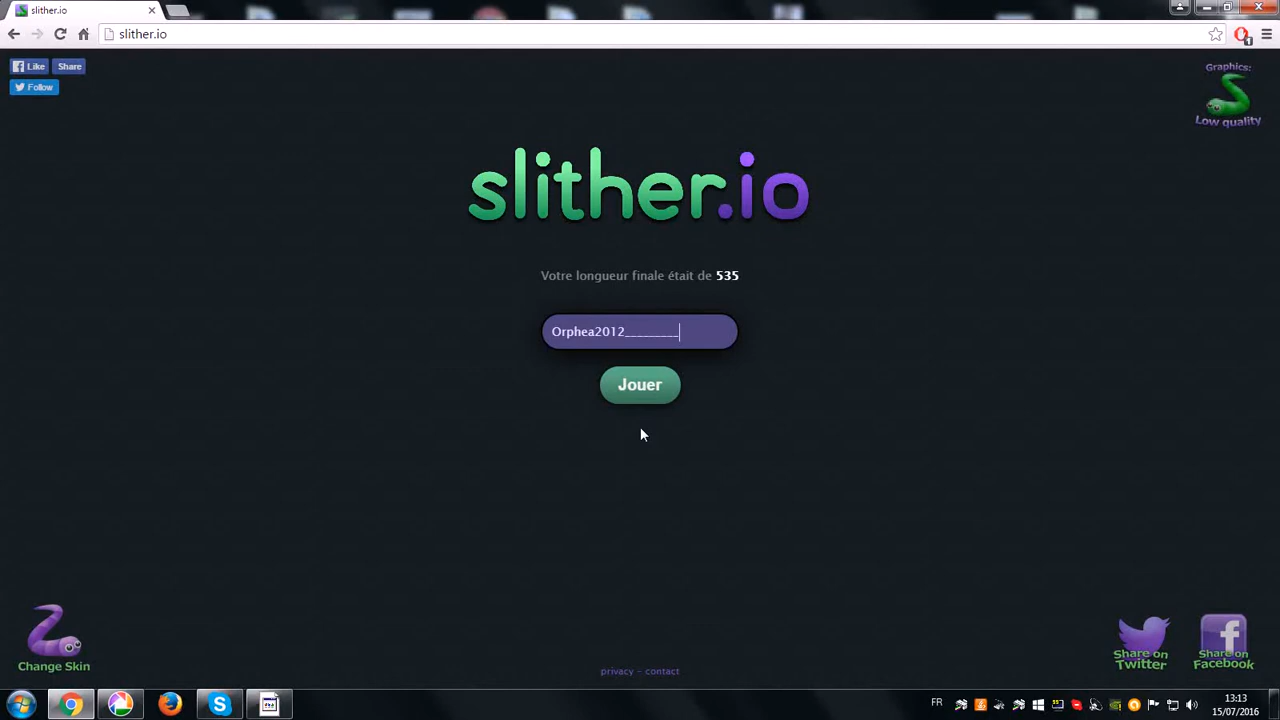 slither.io
slither.io
Like Share
Follow
Graphics:
Low quality
slither.io
Votre longueur finale était de 535
Orphea2012_________
Jouer
Change Skin
Share on Twitter
Share on Facebook
privacy - contact
FR
13:13
15/07/2016